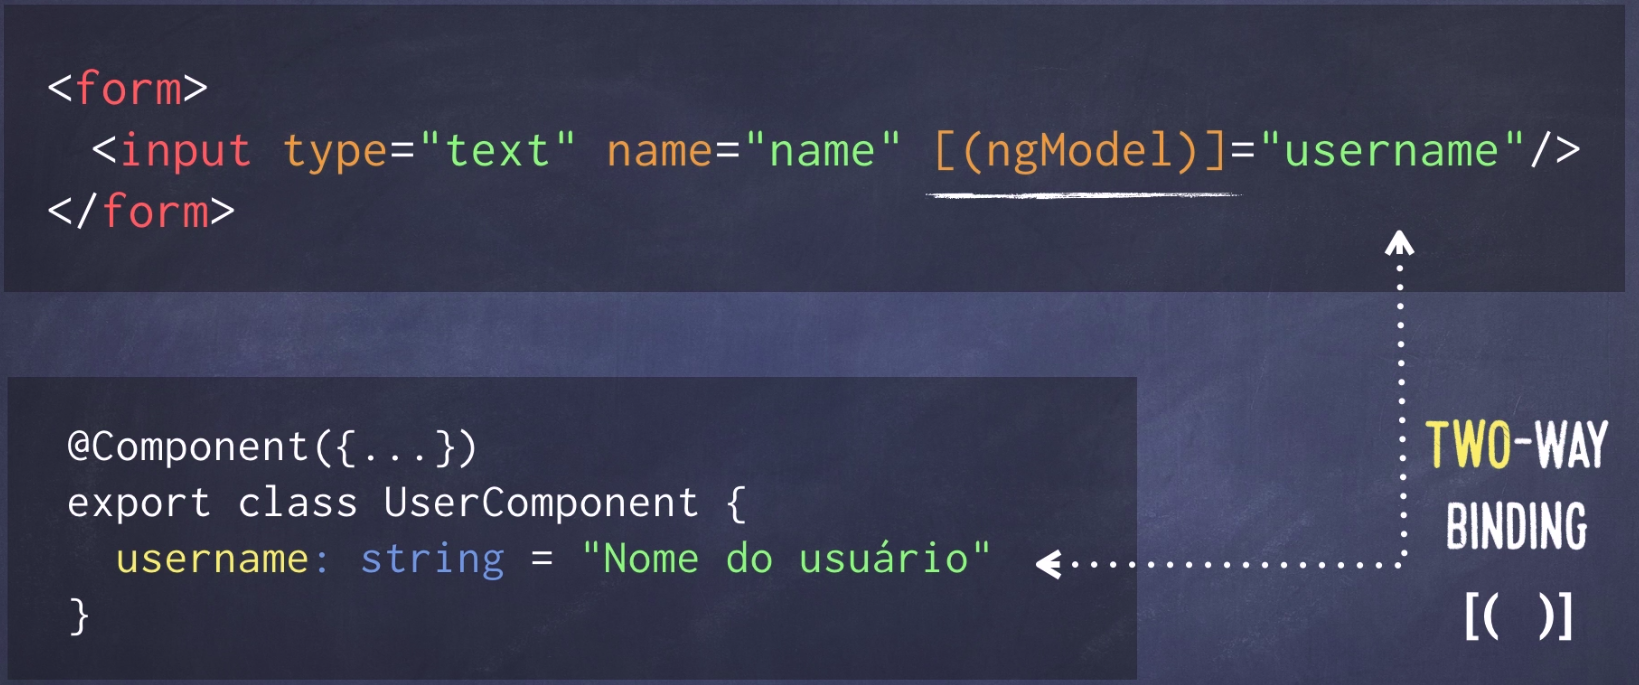 <form>
<input type="text" name="name" [(ngModel)]="username"/>
</form>
@Component({...})
export class UserComponent {
username: string = "Nome do usuário"
}
TWO-WAY
BINDING
[( )]